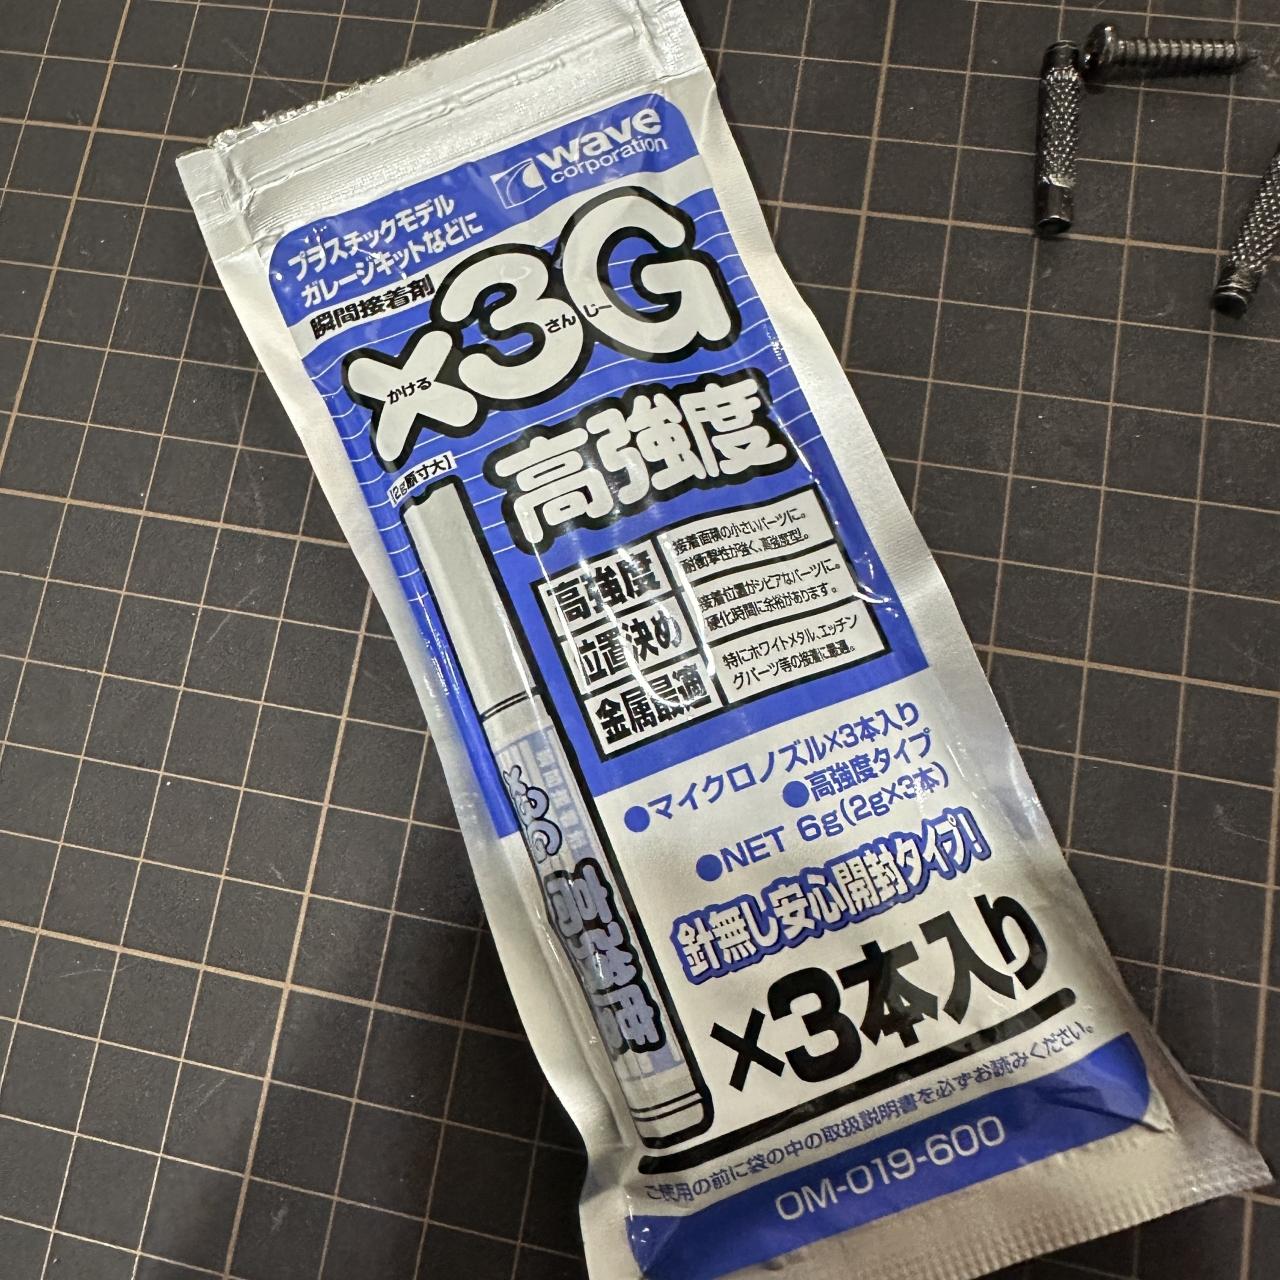 wave
corporation
プラスチックモデル
ガレージキットなどに
瞬間接着剤
×3G
かける さん じー
高強度
[2g原寸大]
高強度
接着面積の小さいパーツに。
耐衝撃性が強く、高強度型。
位置決め
接着位置がシビアなパーツに。
硬化時間に余裕があります。
金属最適
特にホワイトメタル、エッチン
グパーツ等の接着に最適。
×3G 高強度
●マイクロノズル×3本入り
●高強度タイプ
●NET 6g(2g×3本)
針無し安心開封タイプ!
×3本入り
ご使用の前に袋の中の取扱説明書を必ずお読みください。
OM-019-600